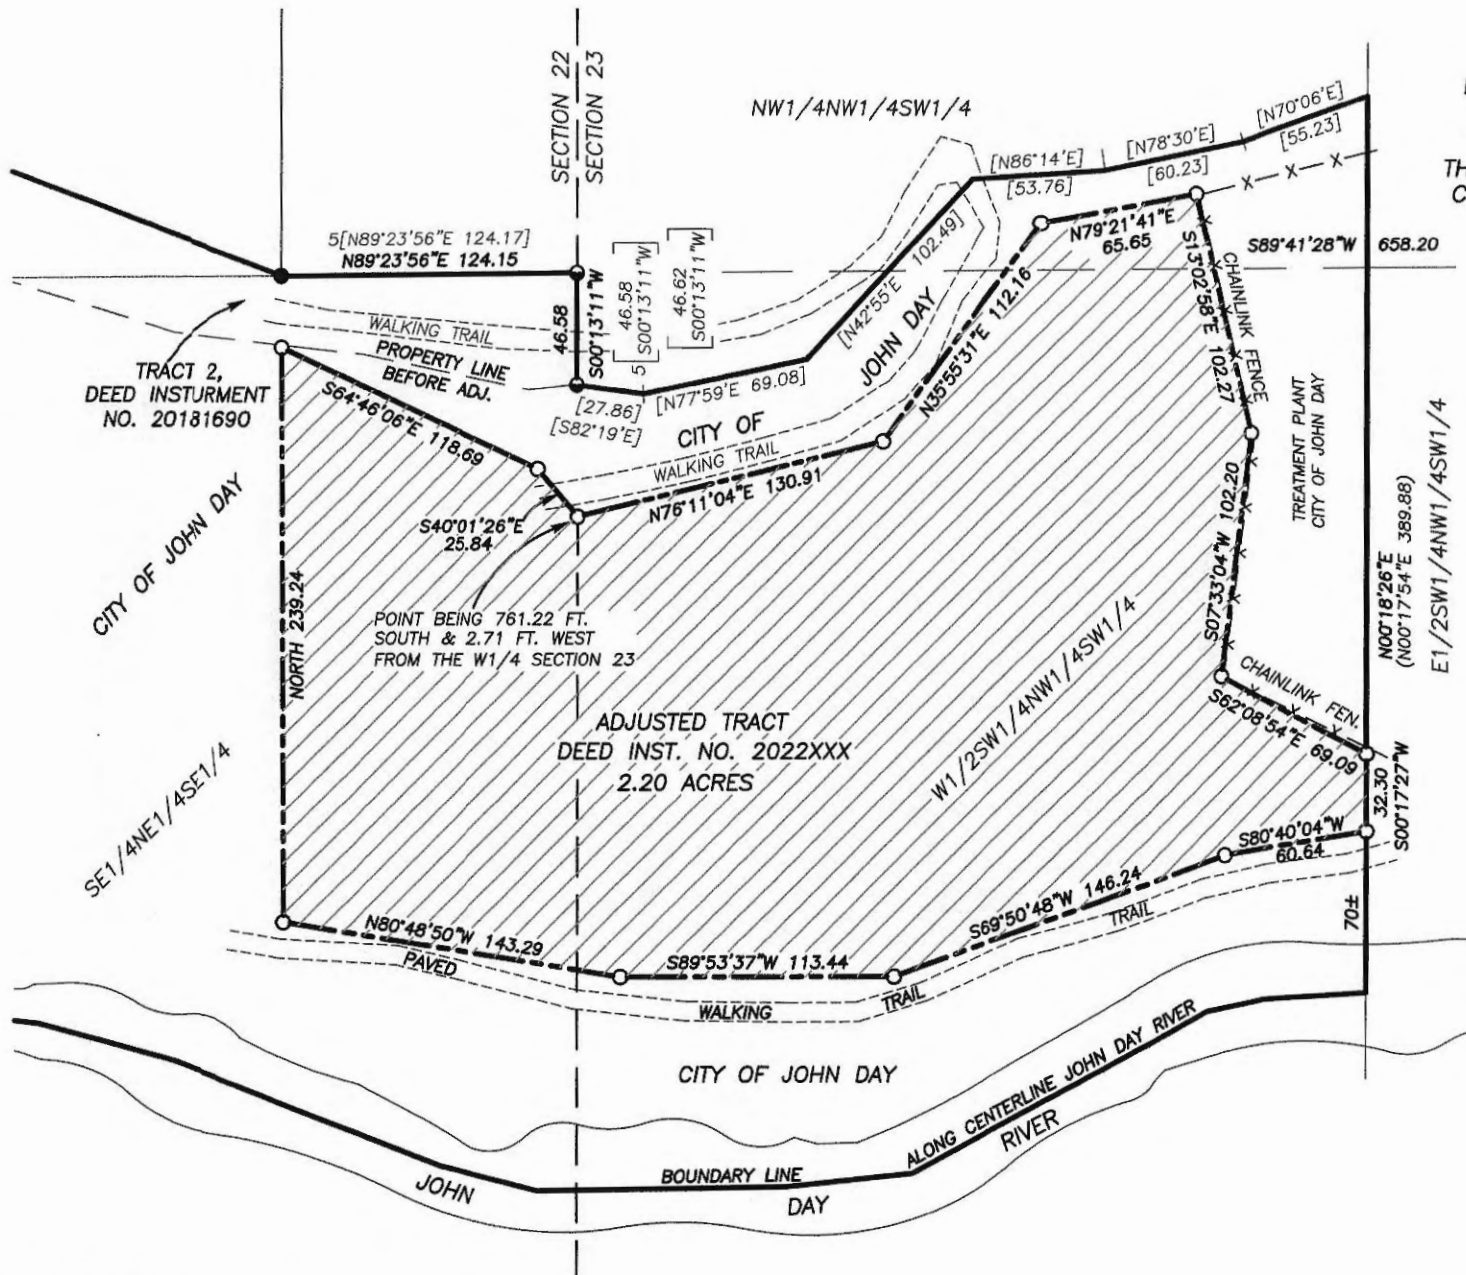 SECTION 22
SECTION 23
NW1/4NW1/4SW1/4
[N86°14'E]
[53.76]
[N78°30'E]
[60.23]
[N70°06'E]
[55.23]
TH
C
5[N89°23'56"E 124.17]
N89°23'56"E 124.15
46.58
S00°13'11"W
5
46.58
S00°13'11"W
46.62
S00°13'11"W
[N42°55'E 102.49]
JOHN DAY
N79°21'41"E
65.65
X X X X
S89°41'28"W 658.20
S13°02'58"E 102.27
CHAINLINK FENCE
N35°55'31"E 112.16
WALKING TRAIL
PROPERTY LINE
BEFORE ADJ.
TRACT 2,
DEED INSTURMENT
NO. 20181690
S64°46'06"E 118.69
[27.86]
[S82°19'E]
[N77°59'E 69.08]
CITY OF
WALKING TRAIL
N76°11'04"E 130.91
S40°01'26"E
25.84
CITY OF JOHN DAY
NORTH 239.24
POINT BEING 761.22 FT.
SOUTH & 2.71 FT. WEST
FROM THE W1/4 SECTION 23
S07°33'04"W 102.20
TREATMENT PLANT
CITY OF JOHN DAY
N00°18'26"E
(N00°17'54"E 389.88)
E1/2SW1/4NW1/4SW1/4
CHAINLINK FEN.
S62°08'54"E 69.09
W1/2SW1/4NW1/4SW1/4
ADJUSTED TRACT
DEED INST. NO. 2022XXX
2.20 ACRES
SE1/4NE1/4SE1/4
32.30
S00°17'27"W
S80°40'04"W
60.64
S69°50'48"W 146.24
TRAIL
70±
N80°48'50"W 143.29
PAVED
S89°53'37"W 113.44
WALKING
TRAIL
CITY OF JOHN DAY
ALONG CENTERLINE JOHN DAY RIVER
RIVER
BOUNDARY LINE
JOHN
DAY